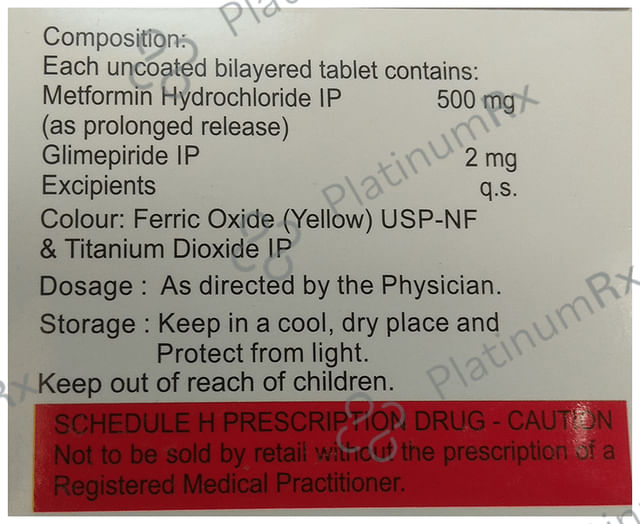 Composition:
Each uncoated bilayered tablet contains:
Metformin Hydrochloride IP 500 mg
(as prolonged release)
Glimepiride IP 2 mg
Excipients q.s.
Colour: Ferric Oxide (Yellow) USP-NF
& Titanium Dioxide IP
Dosage : As directed by the Physician.
Storage : Keep in a cool, dry place and
Protect from light.
Keep out of reach of children.
SCHEDULE H PRESCRIPTION DRUG - CAUTION
Not to be sold by retail without the prescription of a
Registered Medical Practitioner.
PlatinumRx
PlatinumRx